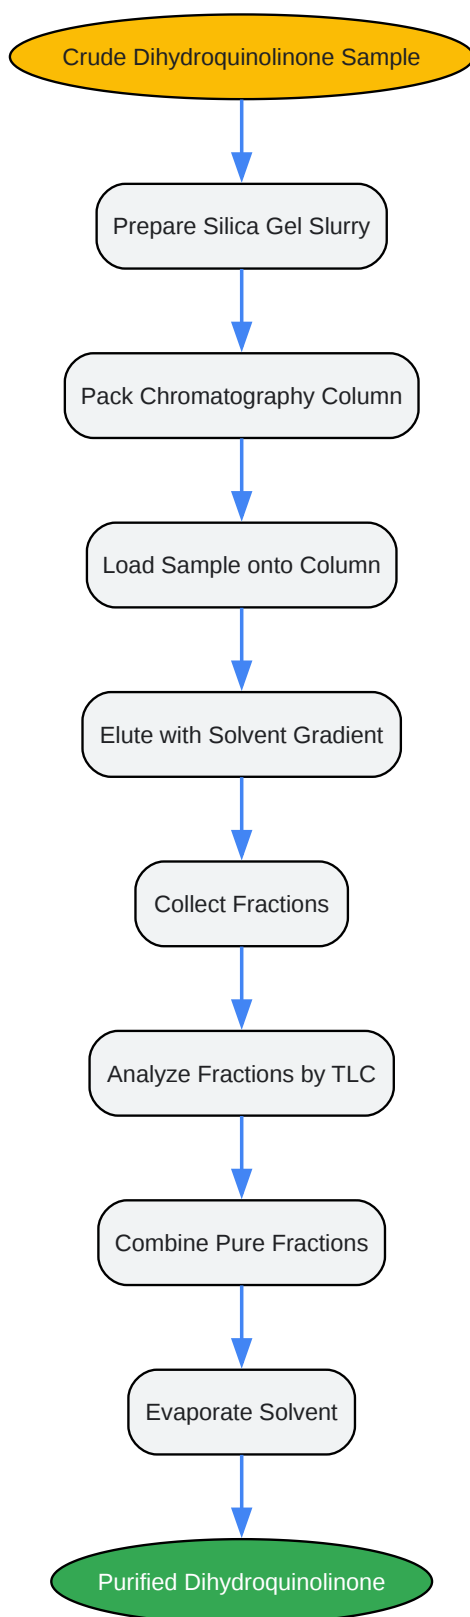 Crude Dihydroquinolinone Sample
Prepare Silica Gel Slurry
Pack Chromatography Column
Load Sample onto Column
Elute with Solvent Gradient
Collect Fractions
Analyze Fractions by TLC
Combine Pure Fractions
Evaporate Solvent
Purified Dihydroquinolinone